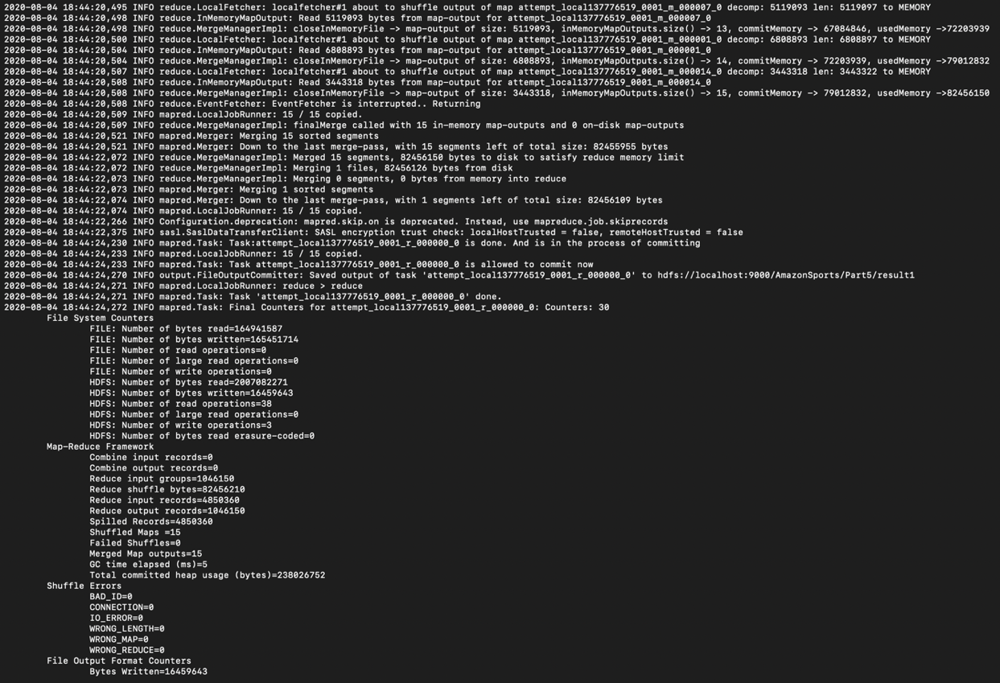 2020-08-04 18:44:20,495 INFO reduce.LocalFetcher: localfetcher#1 about to shuffle output of map attempt_local137776519_0001_m_000007_0 decomp: 5119093 len: 5119097 to MEMORY
2020-08-04 18:44:20,498 INFO reduce.InMemoryMapOutput: Read 5119093 bytes from map-output for attempt_local137776519_0001_m_000007_0
2020-08-04 18:44:20,498 INFO reduce.MergeManagerImpl: closeInMemoryFile -> map-output of size: 5119093, inMemoryMapOutputs.size() -> 13, commitMemory -> 67084846, usedMemory ->72203939
2020-08-04 18:44:20,500 INFO reduce.LocalFetcher: localfetcher#1 about to shuffle output of map attempt_local137776519_0001_m_000001_0 decomp: 6808893 len: 6808897 to MEMORY
2020-08-04 18:44:20,504 INFO reduce.InMemoryMapOutput: Read 6808893 bytes from map-output for attempt_local137776519_0001_m_000001_0
2020-08-04 18:44:20,504 INFO reduce.MergeManagerImpl: closeInMemoryFile -> map-output of size: 6808893, inMemoryMapOutputs.size() -> 14, commitMemory -> 72203939, usedMemory ->79012832
2020-08-04 18:44:20,507 INFO reduce.LocalFetcher: localfetcher#1 about to shuffle output of map attempt_local137776519_0001_m_000014_0 decomp: 3443318 len: 3443322 to MEMORY
2020-08-04 18:44:20,508 INFO reduce.InMemoryMapOutput: Read 3443318 bytes from map-output for attempt_local137776519_0001_m_000014_0
2020-08-04 18:44:20,508 INFO reduce.MergeManagerImpl: closeInMemoryFile -> map-output of size: 3443318, inMemoryMapOutputs.size() -> 15, commitMemory -> 79012832, usedMemory ->82456150
2020-08-04 18:44:20,508 INFO reduce.EventFetcher: EventFetcher is interrupted.. Returning
2020-08-04 18:44:20,509 INFO mapred.LocalJobRunner: 15 / 15 copied.
2020-08-04 18:44:20,509 INFO reduce.MergeManagerImpl: finalMerge called with 15 in-memory map-outputs and 0 on-disk map-outputs
2020-08-04 18:44:20,521 INFO mapred.Merger: Merging 15 sorted segments
2020-08-04 18:44:20,521 INFO mapred.Merger: Down to the last merge-pass, with 15 segments left of total size: 82455955 bytes
2020-08-04 18:44:22,072 INFO reduce.MergeManagerImpl: Merged 15 segments, 82456150 bytes to disk to satisfy reduce memory limit
2020-08-04 18:44:22,072 INFO reduce.MergeManagerImpl: Merging 1 files, 82456126 bytes from disk
2020-08-04 18:44:22,073 INFO reduce.MergeManagerImpl: Merging 0 segments, 0 bytes from memory into reduce
2020-08-04 18:44:22,073 INFO mapred.Merger: Merging 1 sorted segments
2020-08-04 18:44:22,074 INFO mapred.Merger: Down to the last merge-pass, with 1 segments left of total size: 82456109 bytes
2020-08-04 18:44:22,074 INFO mapred.LocalJobRunner: 15 / 15 copied.
2020-08-04 18:44:22,266 INFO Configuration.deprecation: mapred.skip.on is deprecated. Instead, use mapreduce.job.skiprecords
2020-08-04 18:44:22,375 INFO sasl.SaslDataTransferClient: SASL encryption trust check: localHostTrusted = false, remoteHostTrusted = false
2020-08-04 18:44:24,230 INFO mapred.Task: Task:attempt_local137776519_0001_r_000000_0 is done. And is in the process of committing
2020-08-04 18:44:24,233 INFO mapred.LocalJobRunner: 15 / 15 copied.
2020-08-04 18:44:24,233 INFO mapred.Task: Task attempt_local137776519_0001_r_000000_0 is allowed to commit now
2020-08-04 18:44:24,270 INFO output.FileOutputCommitter: Saved output of task 'attempt_local137776519_0001_r_000000_0' to hdfs://localhost:9000/AmazonSports/Part5/result1
2020-08-04 18:44:24,271 INFO mapred.LocalJobRunner: reduce > reduce
2020-08-04 18:44:24,271 INFO mapred.Task: Task 'attempt_local137776519_0001_r_000000_0' done.
2020-08-04 18:44:24,272 INFO mapred.Task: Final Counters for attempt_local137776519_0001_r_000000_0: Counters: 30
File System Counters
FILE: Number of bytes read=164941587
FILE: Number of bytes written=165451714
FILE: Number of read operations=0
FILE: Number of large read operations=0
FILE: Number of write operations=0
HDFS: Number of bytes read=2007082271
HDFS: Number of bytes written=16459643
HDFS: Number of read operations=38
HDFS: Number of large read operations=0
HDFS: Number of write operations=3
HDFS: Number of bytes read erasure-coded=0
Map-Reduce Framework
Combine input records=0
Combine output records=0
Reduce input groups=1046150
Reduce shuffle bytes=82456210
Reduce input records=4850360
Reduce output records=1046150
Spilled Records=4850360
Shuffled Maps =15
Failed Shuffles=0
Merged Map outputs=15
GC time elapsed (ms)=5
Total committed heap usage (bytes)=238026752
Shuffle Errors
BAD_ID=0
CONNECTION=0
IO_ERROR=0
WRONG_LENGTH=0
WRONG_MAP=0
WRONG_REDUCE=0
File Output Format Counters
Bytes Written=16459643